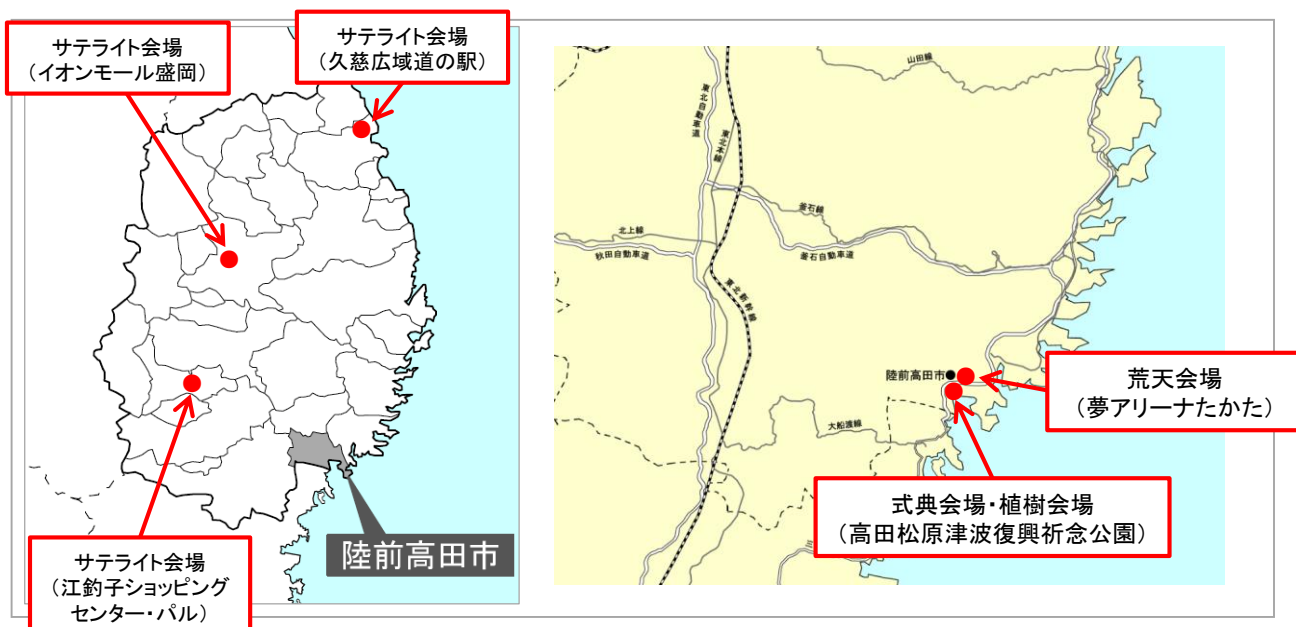 サテライト会場
（イオンモール盛岡）
サテライト会場
（久慈広域道の駅）
サテライト会場
（江釣子ショッピング
センター・パル）
陸前高田市
山田線
東北自動車道
東北本線
釜石線
北上線
秋田自動車道
釜石自動車道
東北新幹線
陸前高田市
大船渡線
荒天会場
（夢アリーナたかた）
式典会場・植樹会場
（高田松原津波復興祈念公園）
三